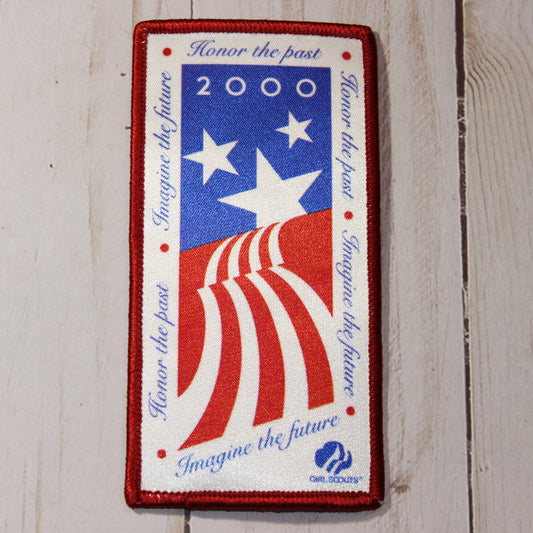 Honor the past
2000
Honor the past
Imagine the future
Imagine the future
Honor the past
Imagine the future
GIRL SCOUTS®